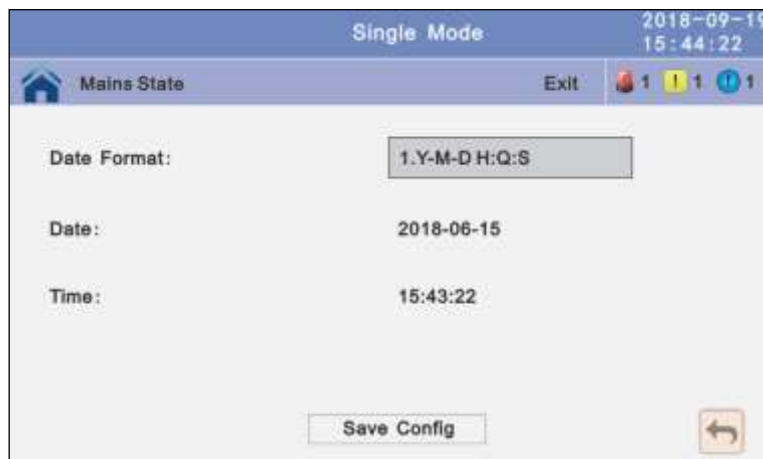 Single Mode
2018-09-19
15:44:22
Mains State Exit 1 ! 1 ! 1
Date Format: 1.Y-M-D H:Q:S
Date: 2018-06-15
Time: 15:43:22
Save Config